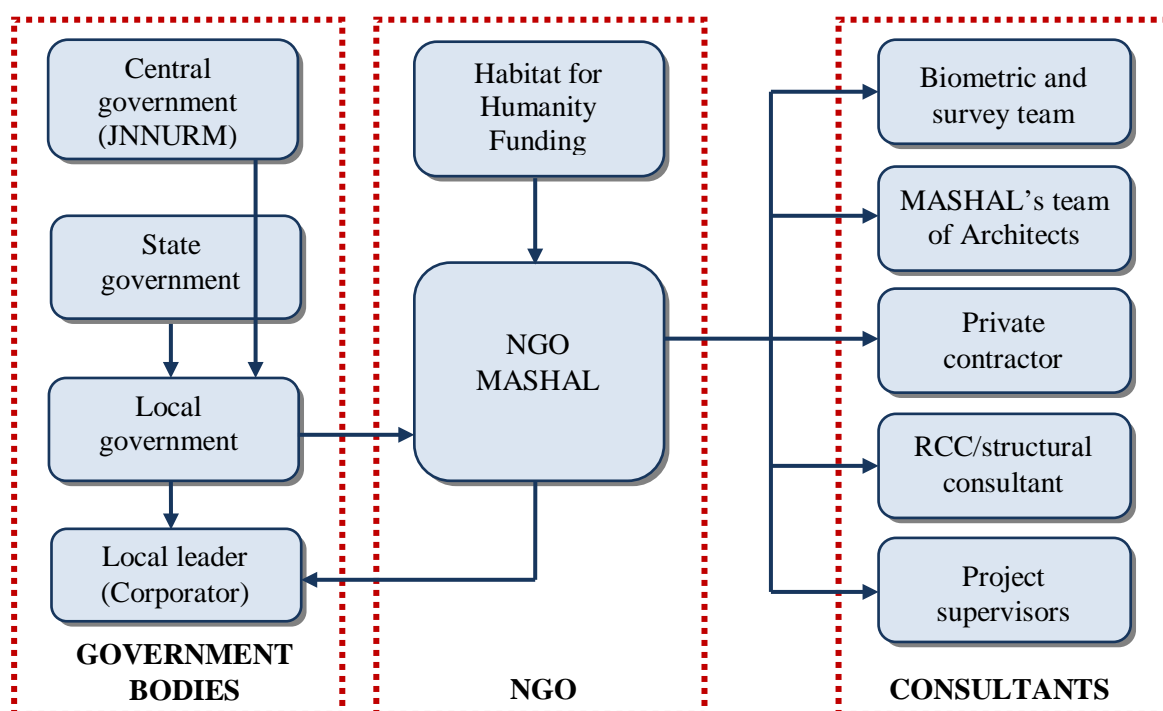 Central
government
(JNNURM)
State
government
Local
government
Local leader
(Corporator)
GOVERNMENT
BODIES
Habitat for
Humanity
Funding
NGO
MASHAL
NGO
Biometric and
survey team
MASHAL’s team
of Architects
Private
contractor
RCC/structural
consultant
Project
supervisors
CONSULTANTS